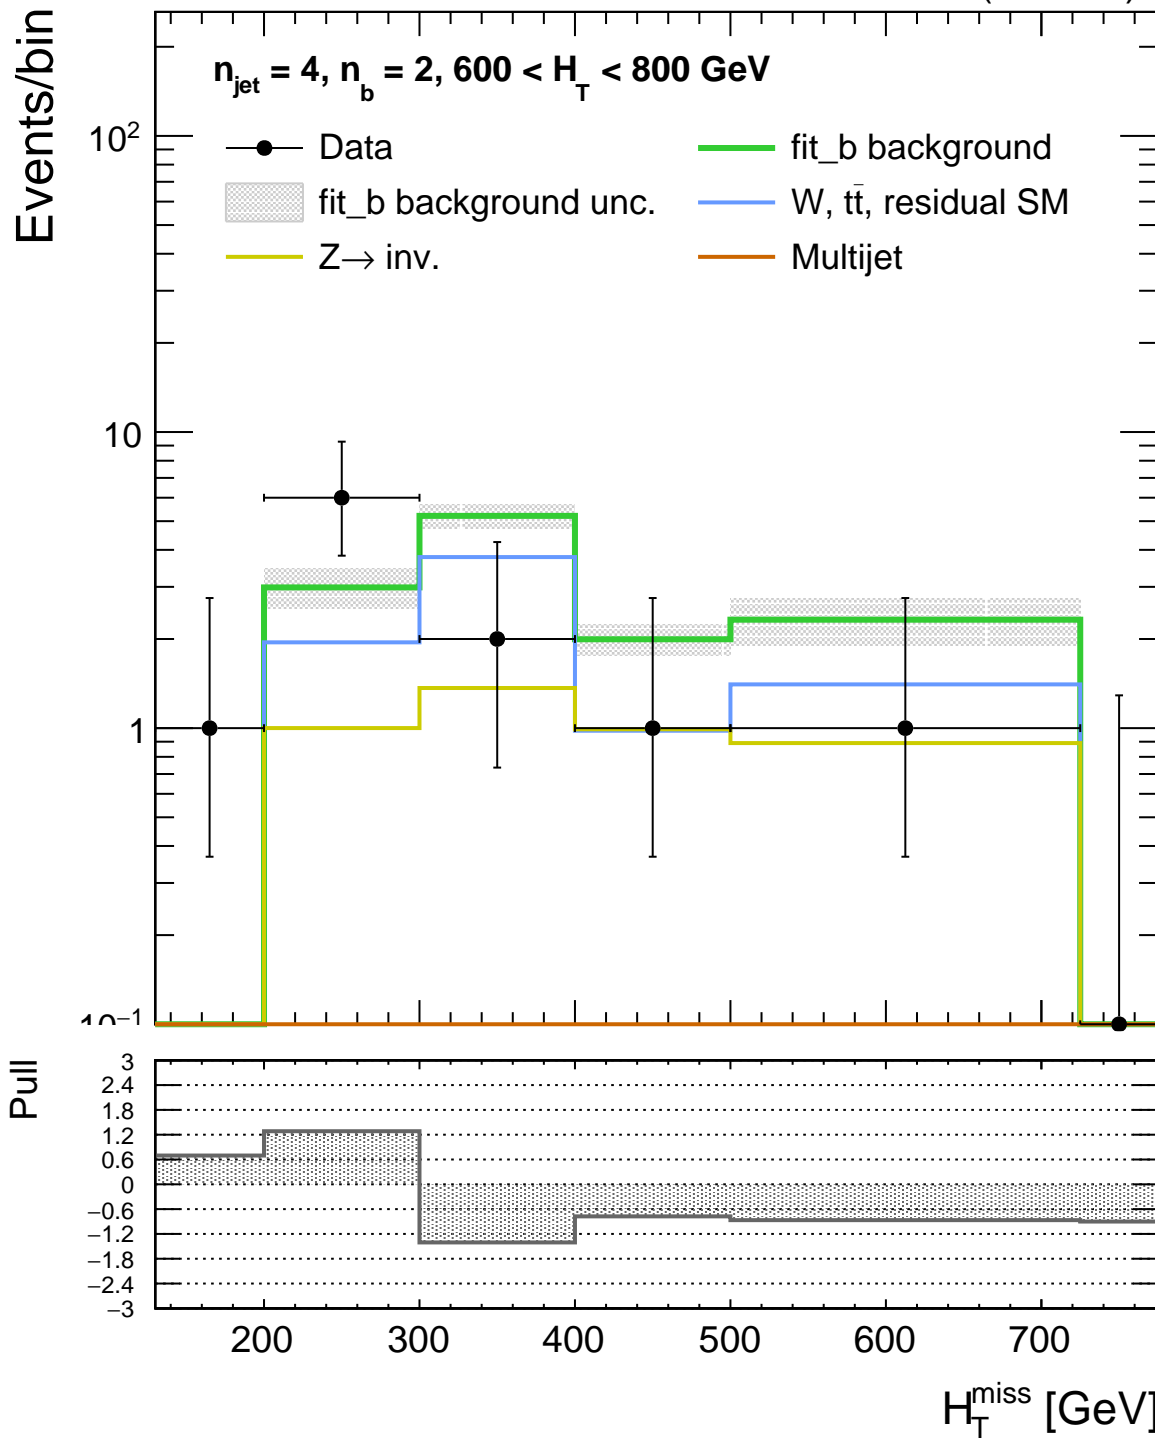 n_jet = 4, n_b = 2, 600 < H_T < 800 GeV
Data
fit_b background
fit_b background unc.
W, tt̄, residual SM
Z→ inv.
Multijet
Events/bin
10²
10
1
10⁻¹
Pull
3
2.4
1.8
1.2
0.6
0
−0.6
−1.2
−1.8
−2.4
−3
200 300 400 500 600 700
H_T^miss [GeV]